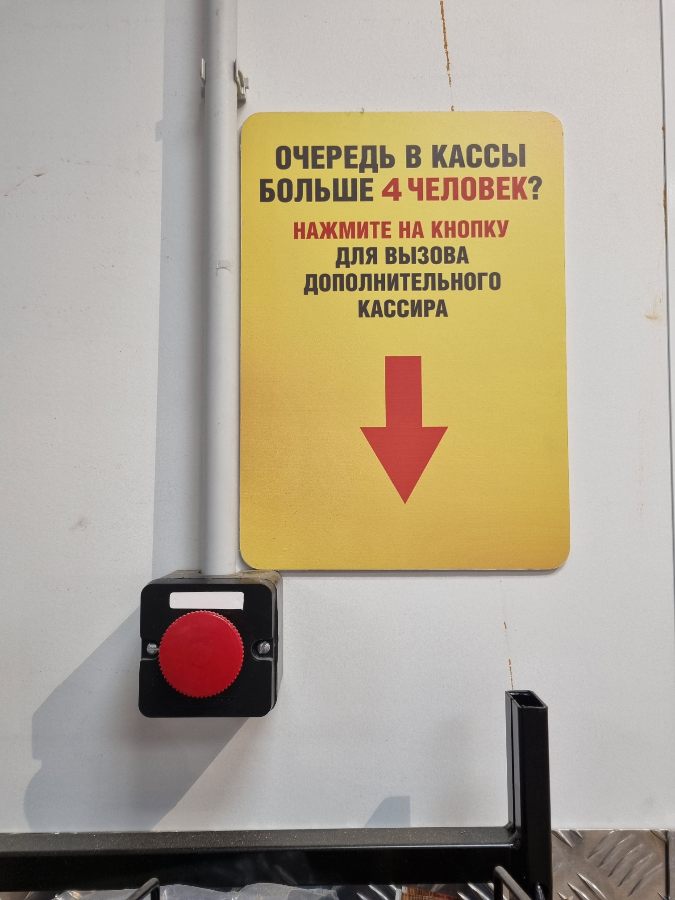 ОЧЕРЕДЬ В КАССЫ
БОЛЬШЕ 4 ЧЕЛОВЕК?
НАЖМИТЕ НА КНОПКУ
ДЛЯ ВЫЗОВА
ДОПОЛНИТЕЛЬНОГО
КАССИРА